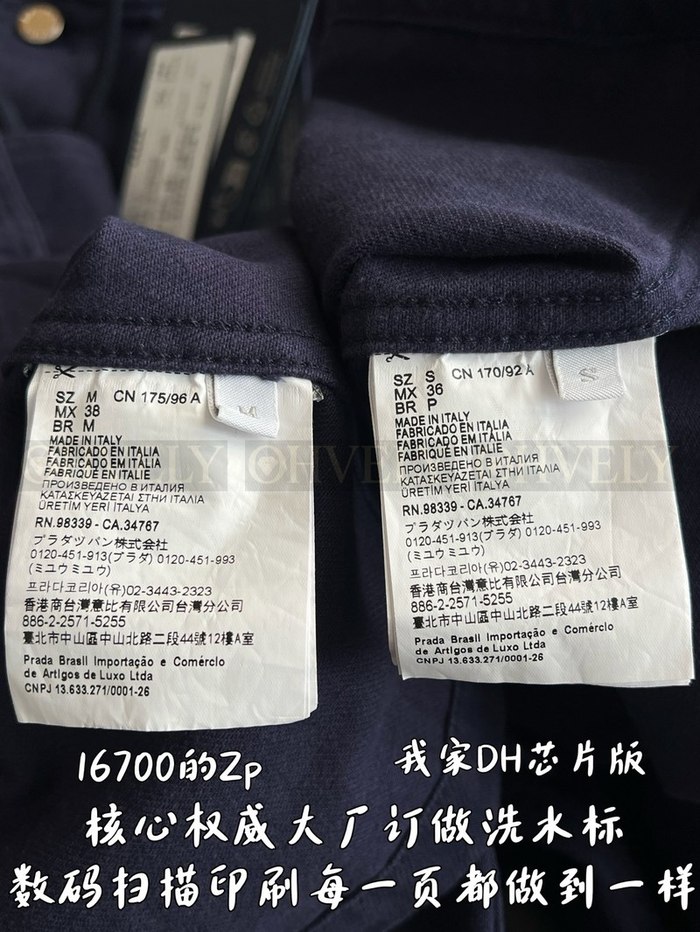 SZ M CN 175/96 A
MX 38
BR M
MADE IN ITALY
FABRICADO EN ITALIA
FABRICADO EM ITÁLIA
FABRIQUÉ EN ITALIE
ПРОИЗВЕДЕНО В ИТАЛИЯ
ΚΑΤΑΣΚΕΥΑΖΕΤΑΙ ΣΤΗΝ ΙΤΑΛΙΑ
ÜRETİM YERİ İTALYA
RN.98339 - CA.34767
プラダジャパン株式会社
0120-451-913(プラダ) 0120-451-993
(ミュウミュウ)
프라다코리아(유)02-3443-2323
香港商台灣意比有限公司台灣分公司
886-2-2571-5255
臺北市中山區中山北路二段44號12樓A室
Prada Brasil Importação e Comércio
de Artigos de Luxo Ltda
CNPJ 13.633.271/0001-26
M
SZ S CN 170/92 A
MX 36
BR P
MADE IN ITALY
FABRICADO EN ITALIA
FABRICADO EM ITÁLIA
FABRIQUÉ EN ITALIE
ПРОИЗВЕДЕНО В ИТАЛИЯ
ΚΑΤΑΣΚΕΥΑΖΕΤΑΙ ΣΤΗΝ ΙΤΑΛΙΑ
ÜRETİM YERİ İTALYA
RN.98339 - CA.34767
プラダジャパン株式会社
0120-451-913(プラダ) 0120-451-993
(ミュウミュウ)
프라다코리아(유)02-3443-2323
香港商台灣意比有限公司台灣分公司
886-2-2571-5255
臺北市中山區中山北路二段44號12樓A室
Prada Brasil Importação e Comércio
de Artigos de Luxo Ltda
CNPJ 13.633.271/0001-26
S
OHVELY
16700的Zp
我家DH芯片版
核心权威大厂订做洗水标
数码扫描印刷每一页都做到一样